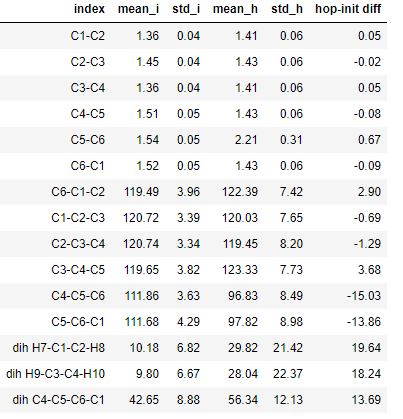 index mean_i std_i mean_h std_h hop-init diff
C1-C2 1.36 0.04 1.41 0.06 0.05
C2-C3 1.45 0.04 1.43 0.06 -0.02
C3-C4 1.36 0.04 1.41 0.06 0.05
C4-C5 1.51 0.05 1.43 0.06 -0.08
C5-C6 1.54 0.05 2.21 0.31 0.67
C6-C1 1.52 0.05 1.43 0.06 -0.09
C6-C1-C2 119.49 3.96 122.39 7.42 2.90
C1-C2-C3 120.72 3.39 120.03 7.65 -0.69
C2-C3-C4 120.74 3.34 119.45 8.20 -1.29
C3-C4-C5 119.65 3.82 123.33 7.73 3.68
C4-C5-C6 111.86 3.63 96.83 8.49 -15.03
C5-C6-C1 111.68 4.29 97.82 8.98 -13.86
dih H7-C1-C2-H8 10.18 6.82 29.82 21.42 19.64
dih H9-C3-C4-H10 9.80 6.67 28.04 22.37 18.24
dih C4-C5-C6-C1 42.65 8.88 56.34 12.13 13.69